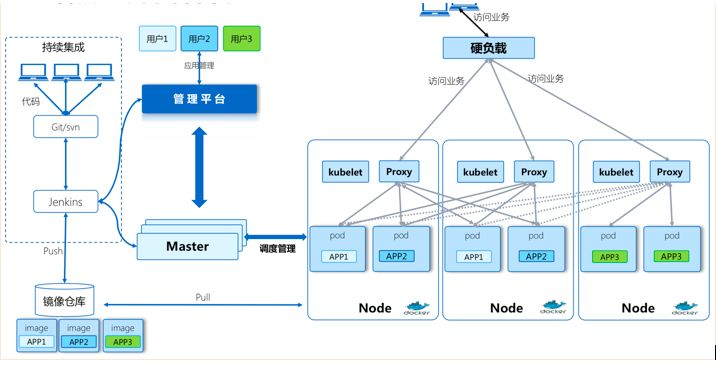 持续集成
代码
Git/svn
Jenkins
Push
镜像仓库
image
APP1
image
APP2
image
APP3
用户1
用户2
用户3
应用管理
管理平台
Master
调度管理
Pull
访问业务
硬负载
访问业务
访问业务
kubelet
Proxy
pod
APP1
pod
APP2
Node
docker
kubelet
Proxy
pod
APP1
pod
APP2
Node
docker
kubelet
Proxy
pod
APP3
pod
APP3
Node
docker